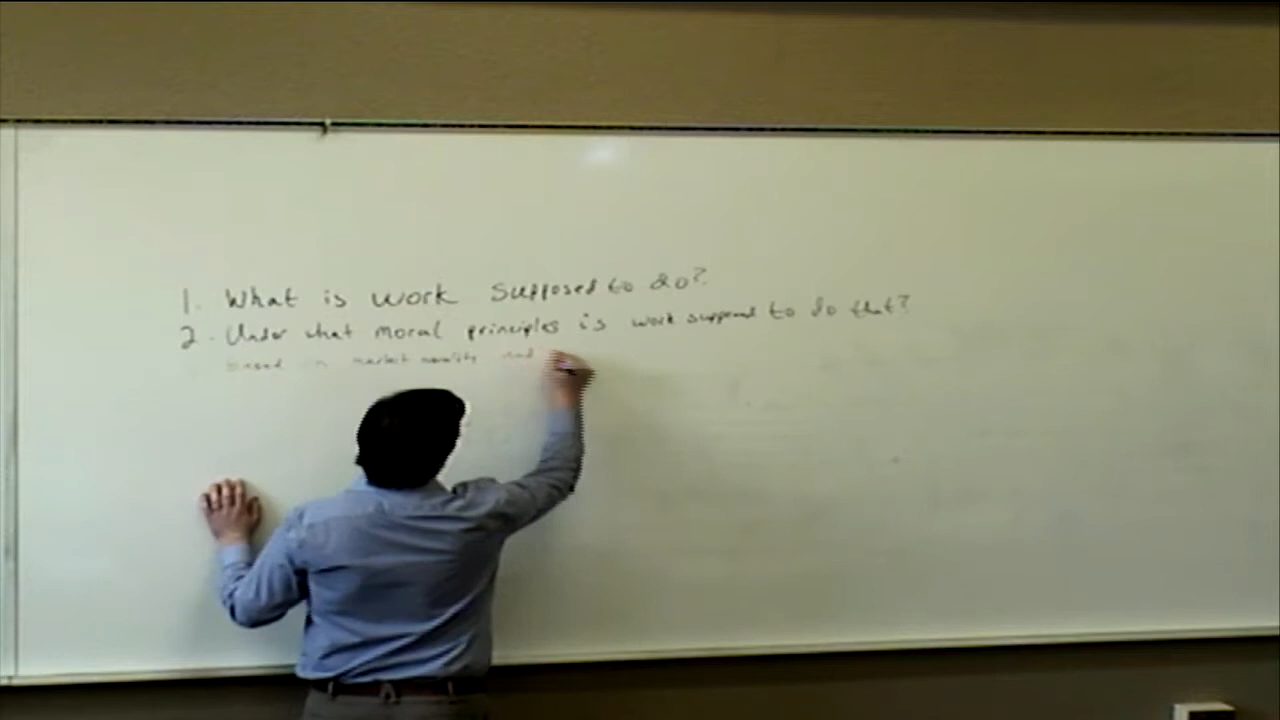 1. What is work supposed to do?
2. Under what moral principles is work supposed to do that?
based on market morality and